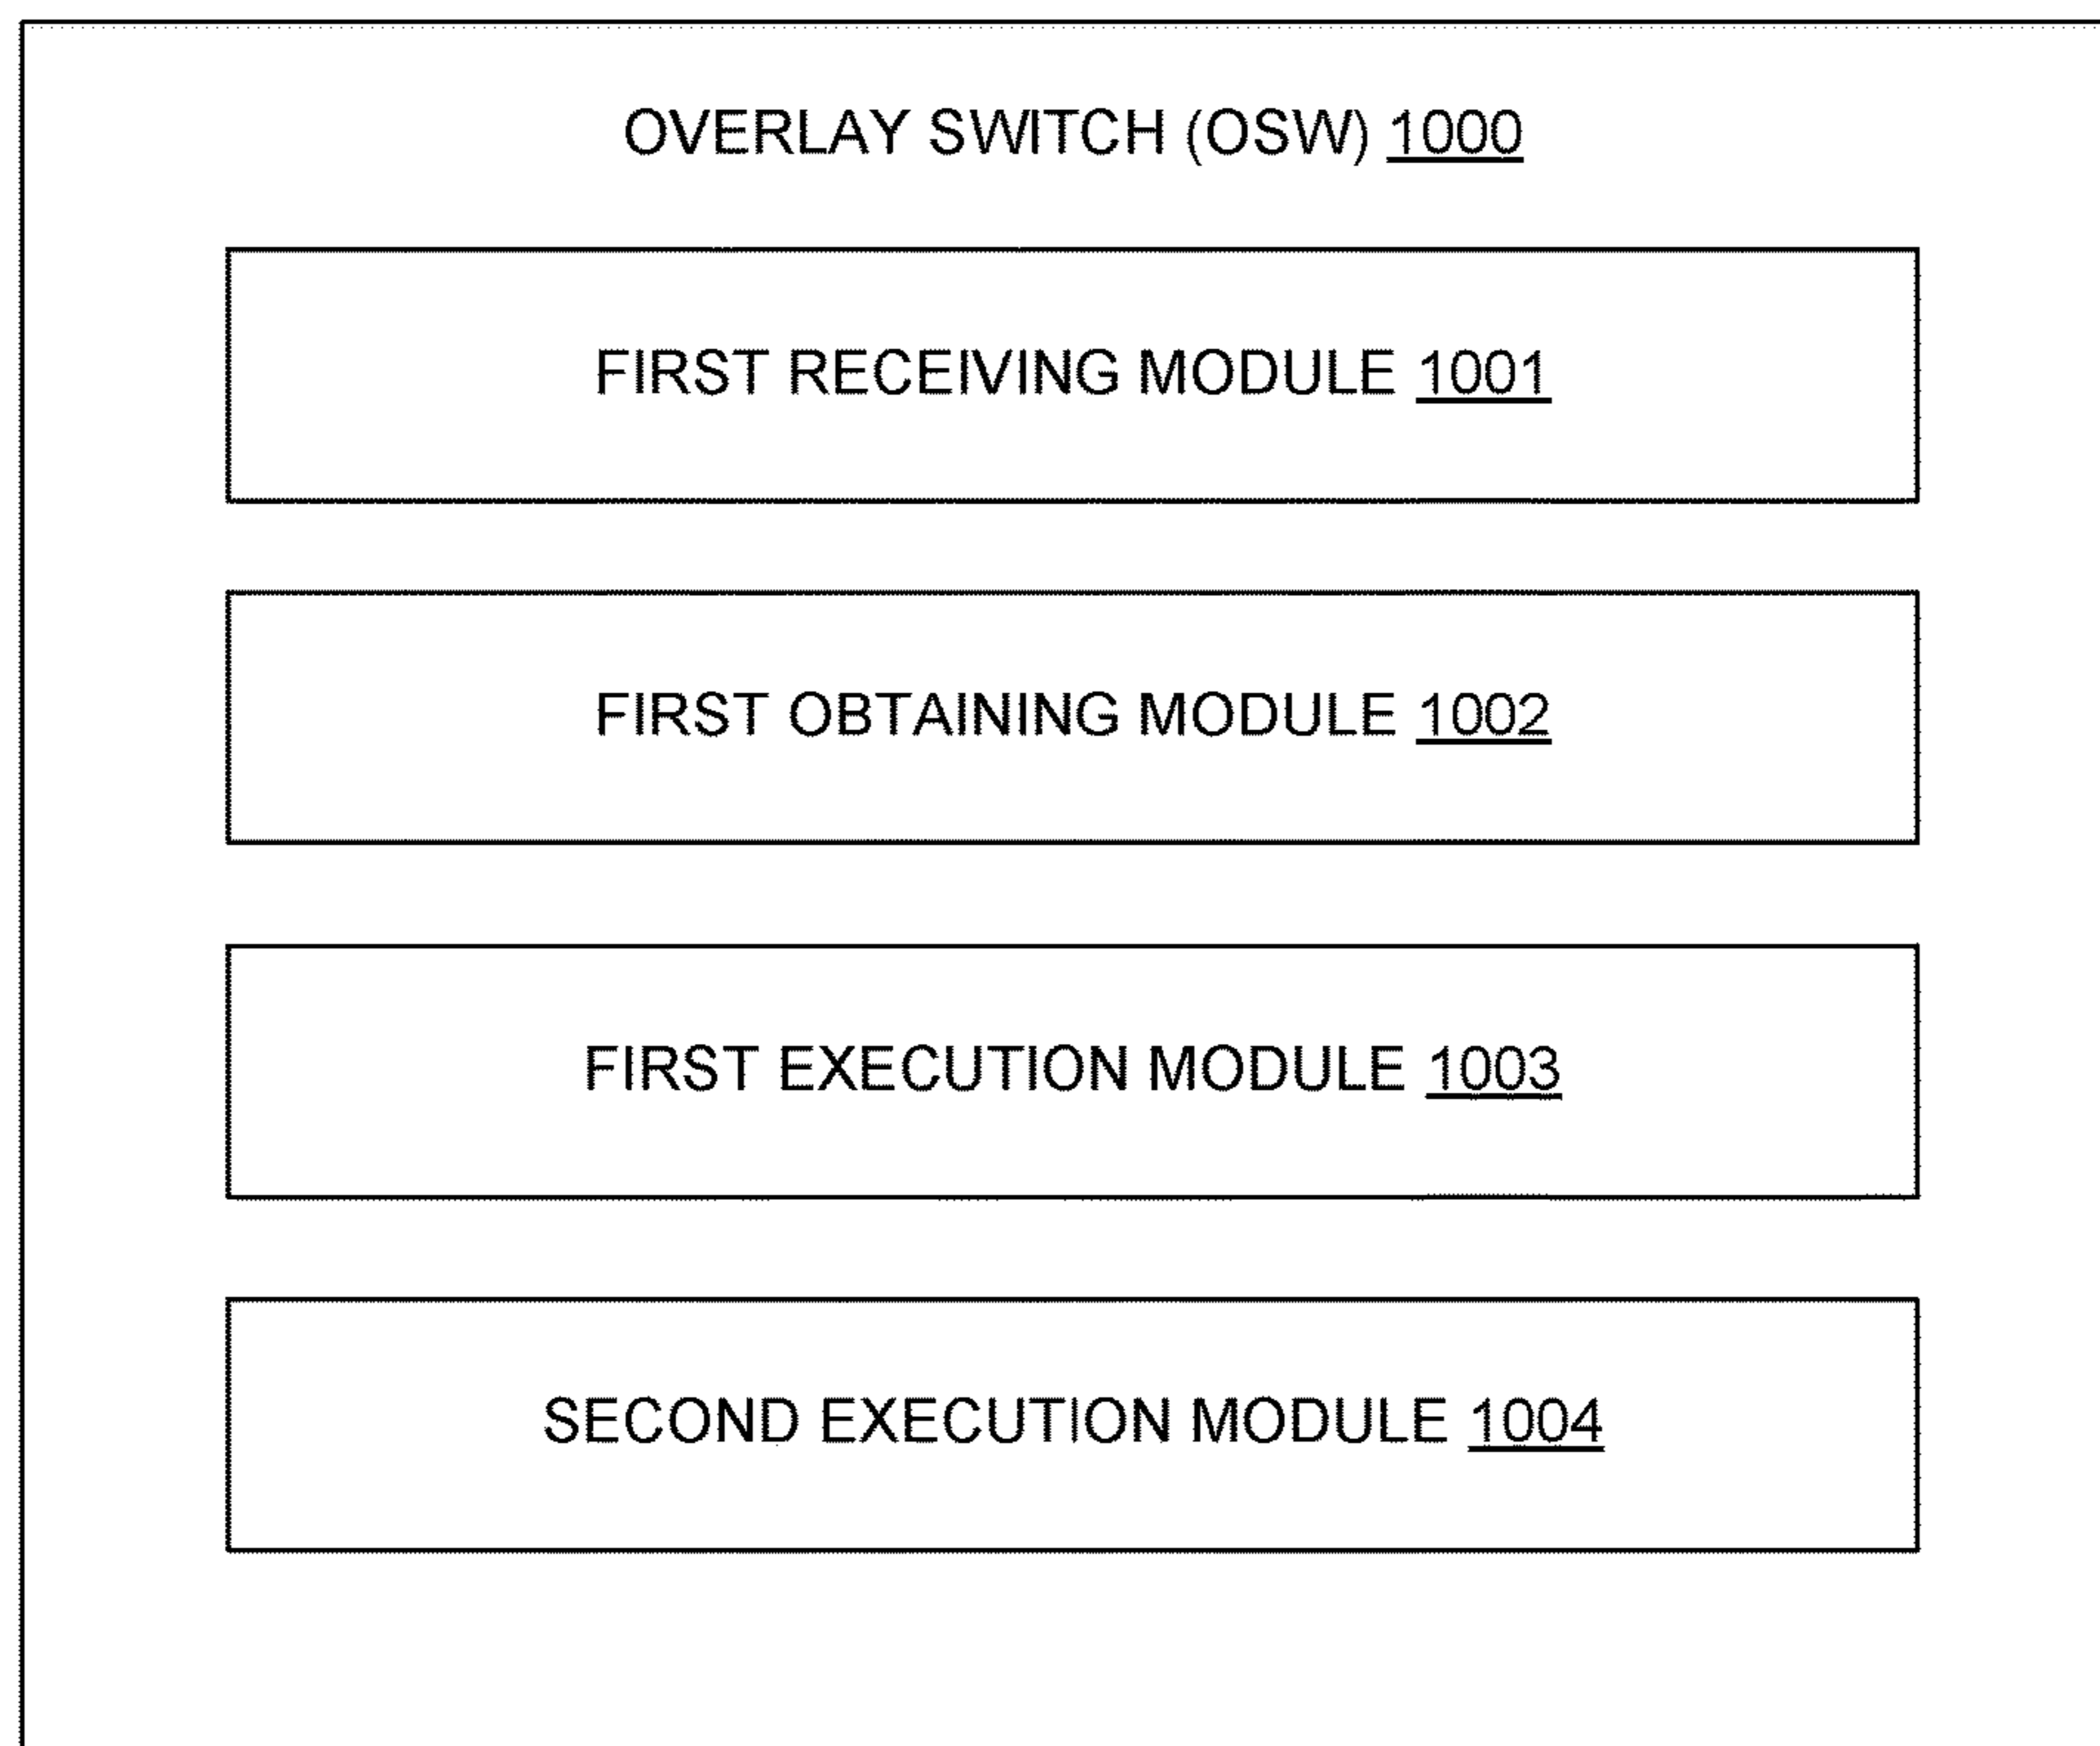 OVERLAY SWITCH (OSW) 1000
FIRST RECEIVING MODULE 1001
FIRST OBTAINING MODULE 1002
FIRST EXECUTION MODULE 1003
SECOND EXECUTION MODULE 1004